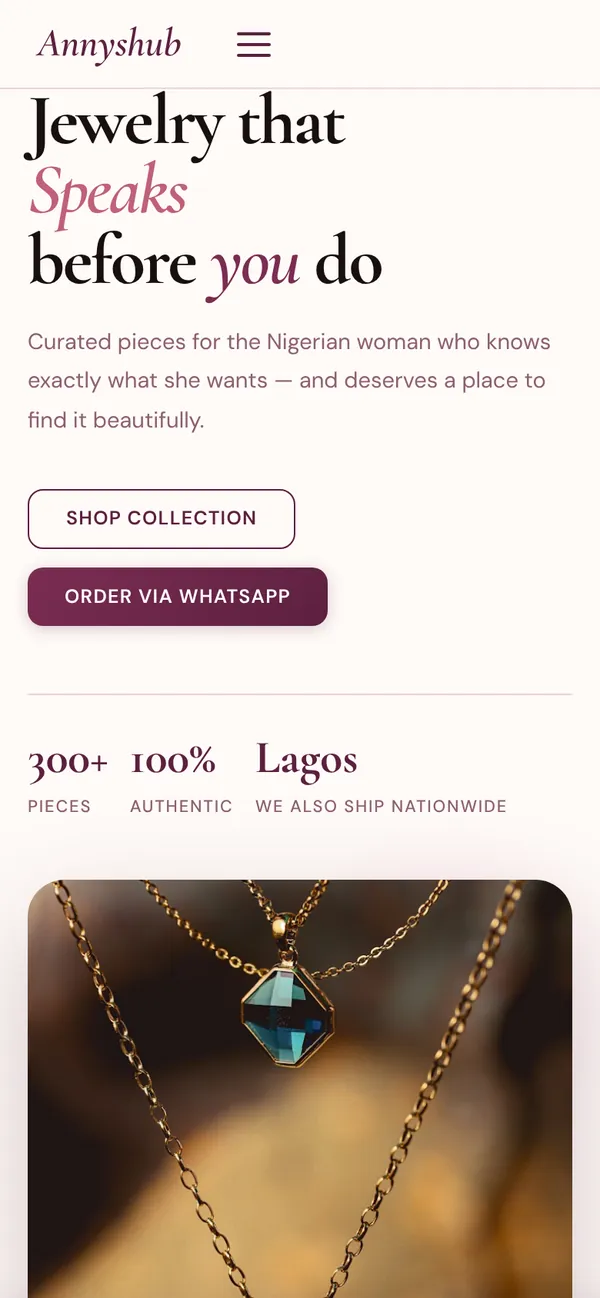 Annyshub
Jewelry that
Speaks
before you do
Curated pieces for the Nigerian woman who knows
exactly what she wants — and deserves a place to
find it beautifully.
SHOP COLLECTION
ORDER VIA WHATSAPP
300+ 100% Lagos
PIECES AUTHENTIC WE ALSO SHIP NATIONWIDE